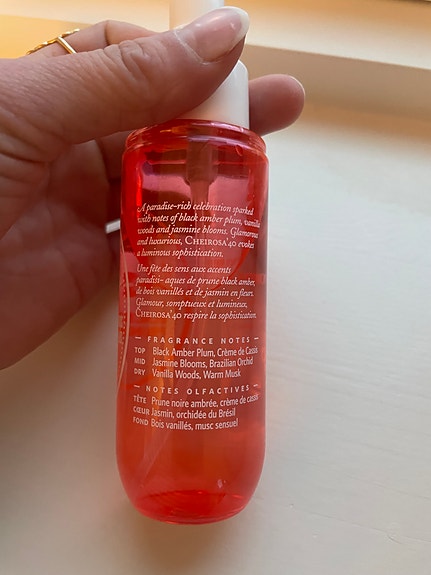 A paradise-rich celebration sparked
with notes of black amber plum, vanilla
woods and jasmine blooms. Glamorous
and luxurious, CHEIROSA'40 evokes
a luminous sophistication.
Une fête des sens aux accents
paradisi- aques de prune black amber,
de bois vanillés et de jasmin en fleurs.
Glamour, somptueux et lumineux,
CHEIROSA'40 respire la sophistication.
— FRAGRANCE NOTES —
TOP Black Amber Plum, Crème de Cassis
MID Jasmine Blooms, Brazilian Orchid
DRY Vanilla Woods, Warm Musk
— NOTES OLFACTIVES —
TÊTE Prune noire ambrée, crème de cassis
CŒUR Jasmin, orchidée du Brésil
FOND Bois vanillés, musc sensuel